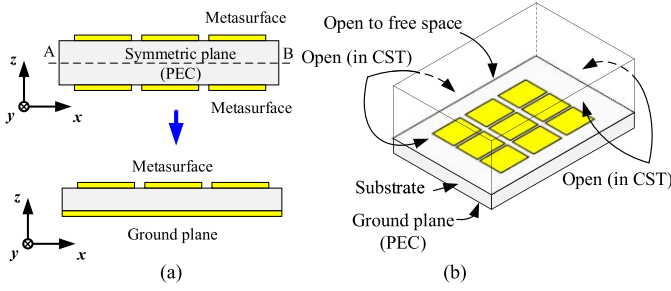 Metasurface
A
Symmetric plane
B
(PEC)
z
y
x
Metasurface
Metasurface
z
Ground plane
y
x
(a)
Open to free space
Open (in CST)
Substrate
Open (in CST)
Ground plane
(PEC)
(b)